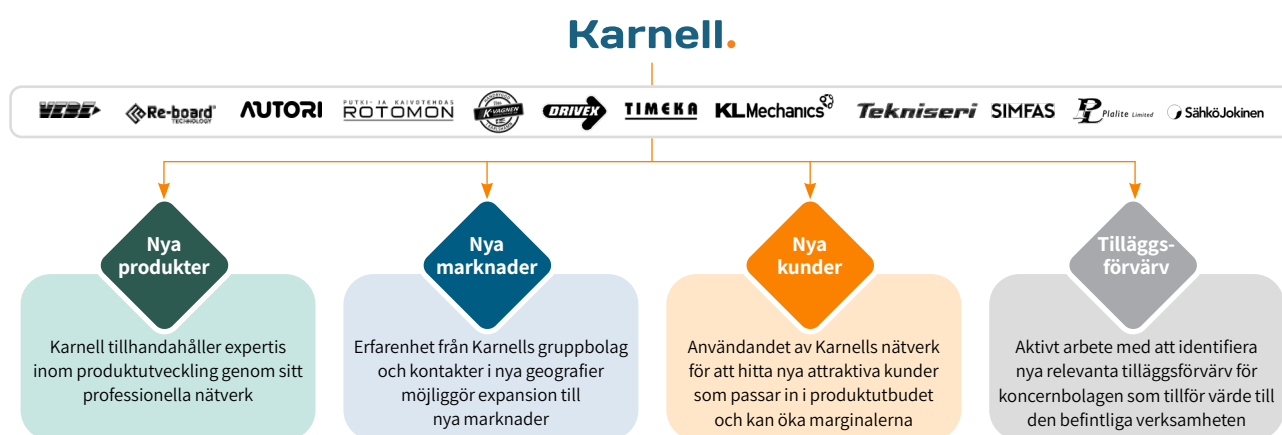 Karnell.
VEBE
Re-board®
TECHNOLOGY
AUTORI
PUTKI- JA KAIVOTEHDAS
ROTOMON
K-VAGNEN
DRIVEX
TIMEKA
KLMechanics
Tekniseri
SIMFAS
PL Plalite Limited
SähköJokinen
Nya
produkter
Karnell tillhandahåller expertis
inom produktutveckling genom sitt
professionella nätverk
Nya
marknader
Erfarenhet från Karnells gruppbolag
och kontakter i nya geografier
möjliggör expansion till
nya marknader
Nya
kunder
Användandet av Karnells nätverk
för att hitta nya attraktiva kunder
som passar in i produktutbudet
och kan öka marginalerna
Tilläggs-
förvärv
Aktivt arbete med att identifiera
nya relevanta tilläggsförvärv för
koncernbolagen som tillför värde till
den befintliga verksamheten